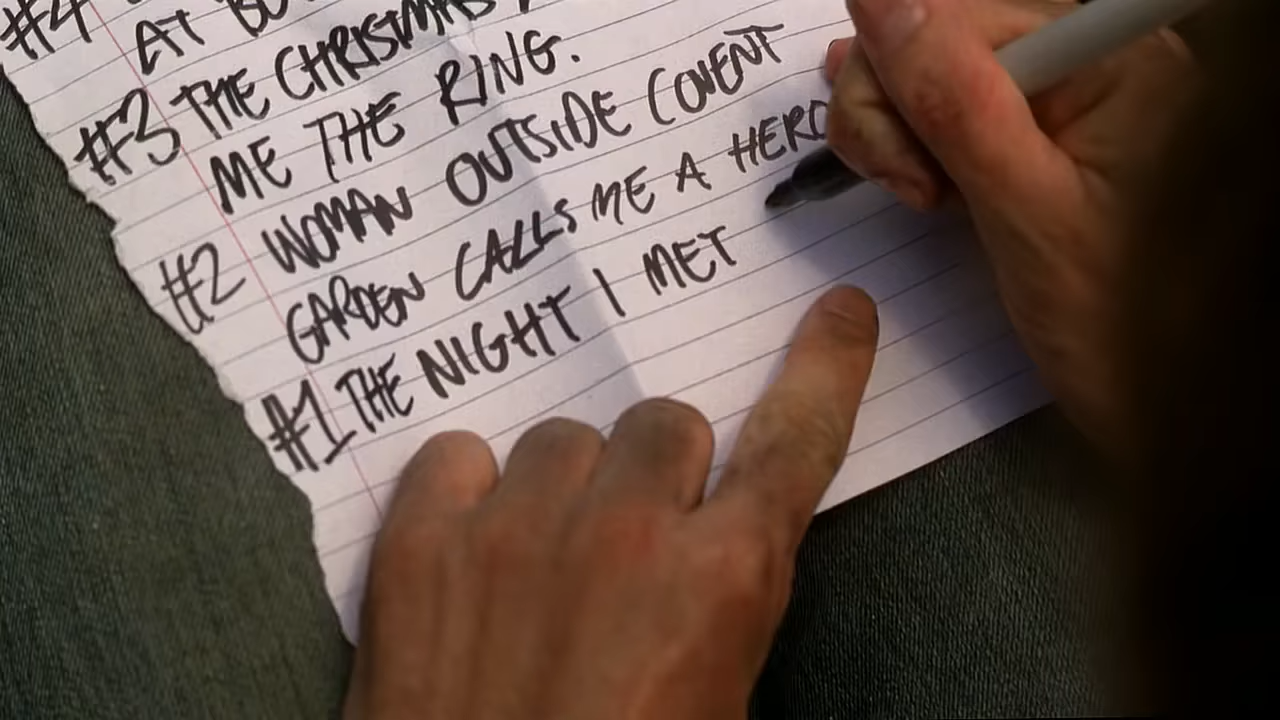 #4
AT
#3 THE CHRISTMAS
ME THE RING.
#2 WOMAN OUTSIDE COVENT
GARDEN CALLS ME A HERO
#1 THE NIGHT I MET